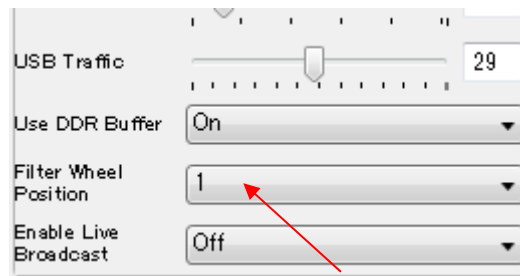 USB Traffic 29
Use DDR Buffer On
Filter Wheel
Position 1
Enable Live
Broadcast Off